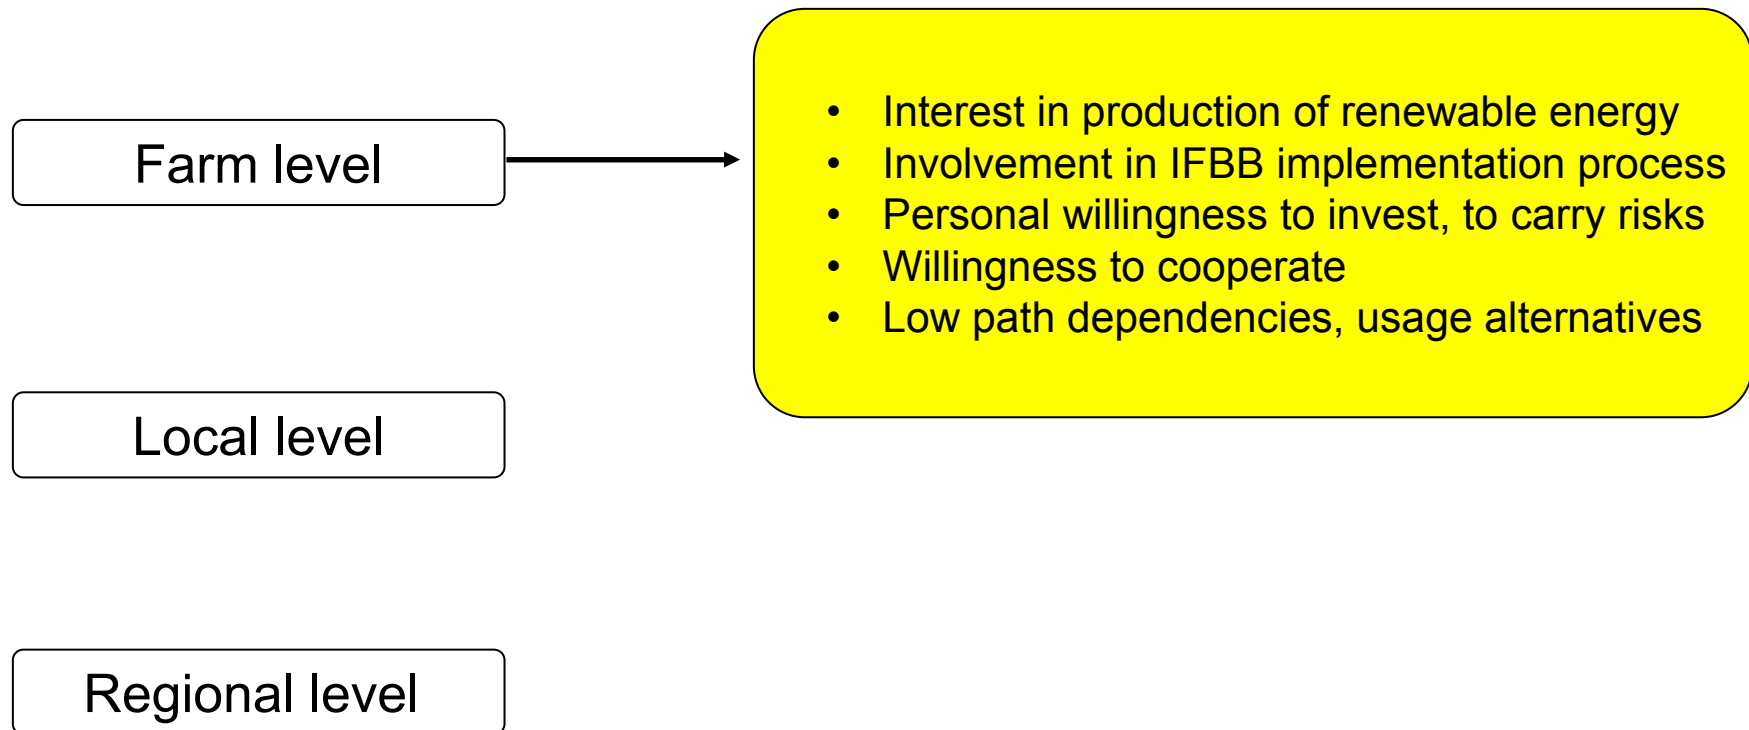 Farm level
• Interest in production of renewable energy
• Involvement in IFBB implementation process
• Personal willingness to invest, to carry risks
• Willingness to cooperate
• Low path dependencies, usage alternatives
Local level
Regional level